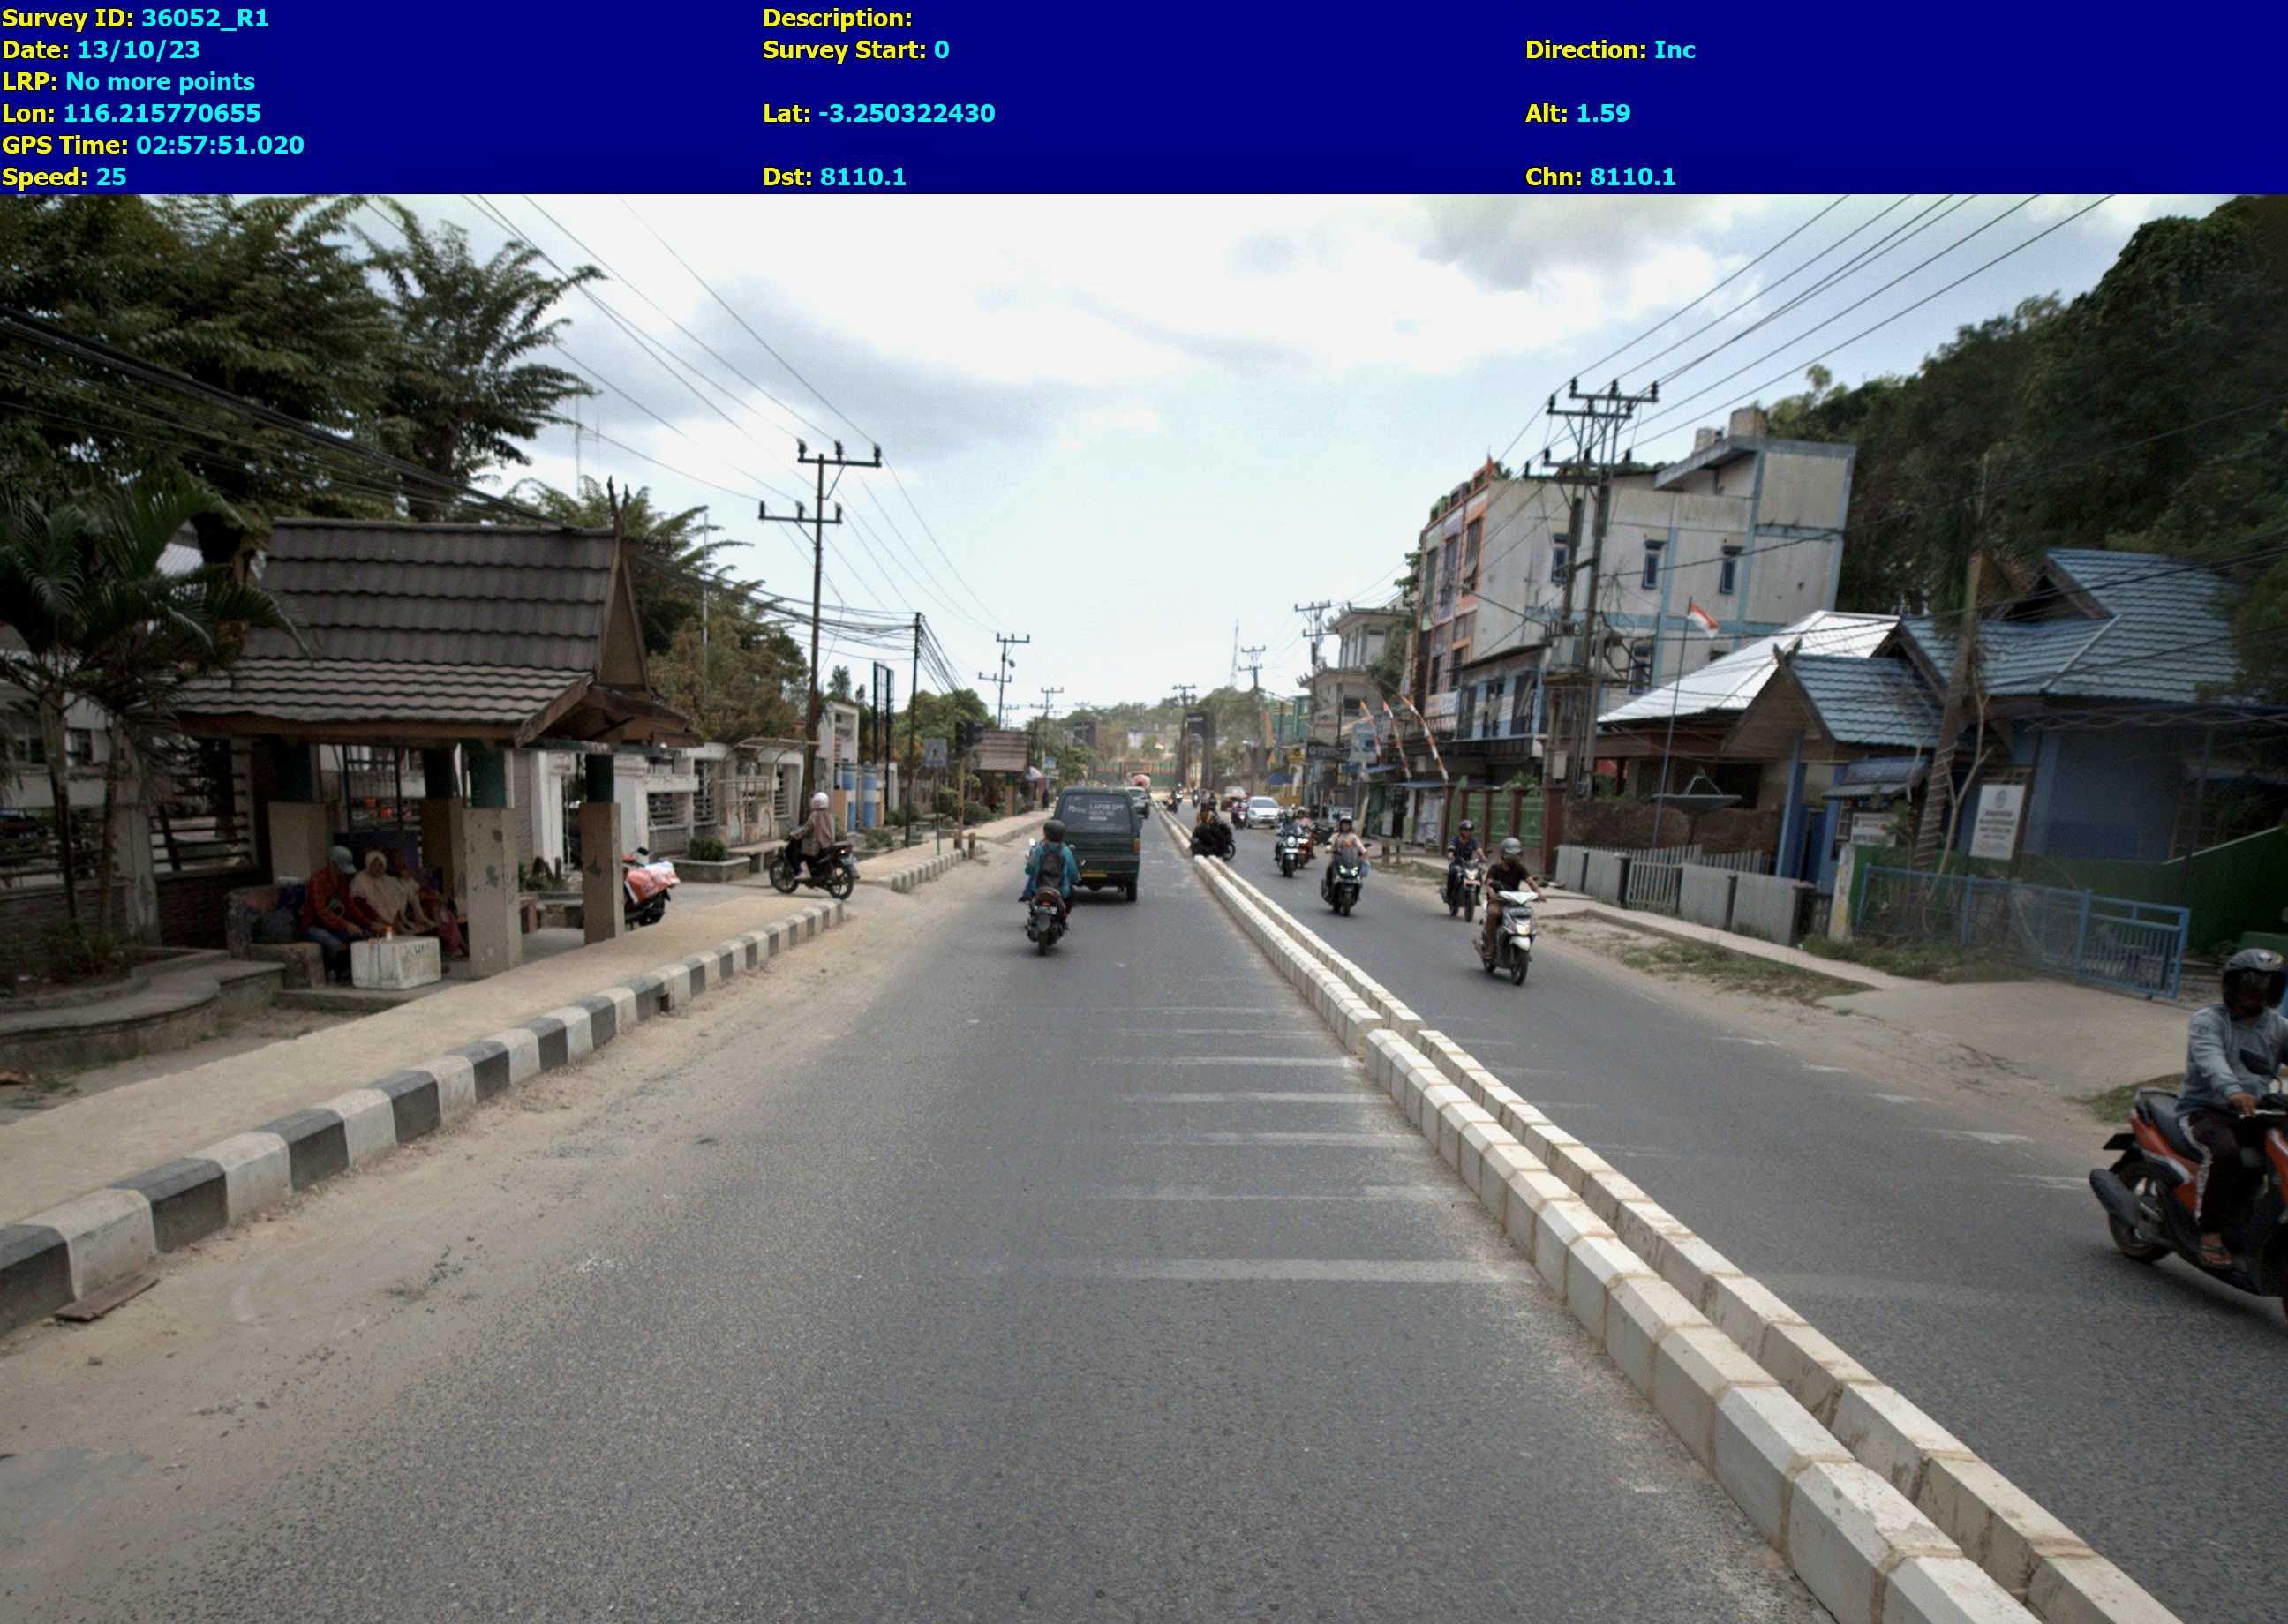 Survey ID: 36052_R1
Description:
Date: 13/10/23
Survey Start: 0
Direction: Inc
LRP: No more points
Lon: 116.215770655
Lat: -3.250322430
Alt: 1.59
GPS Time: 02:57:51.020
Speed: 25
Dst: 8110.1
Chn: 8110.1